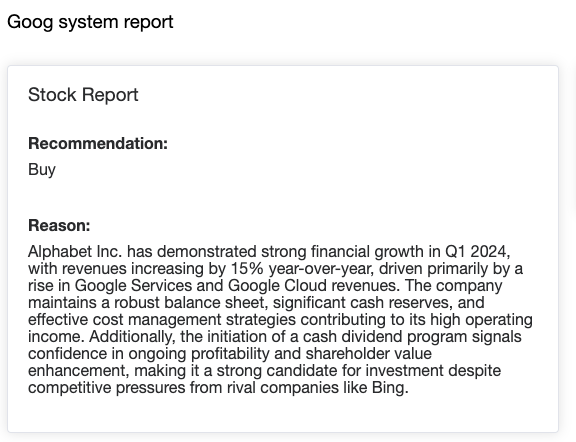 Goog system report
Stock Report
Recommendation:
Buy
Reason:
Alphabet Inc. has demonstrated strong financial growth in Q1 2024,
with revenues increasing by 15% year-over-year, driven primarily by a
rise in Google Services and Google Cloud revenues. The company
maintains a robust balance sheet, significant cash reserves, and
effective cost management strategies contributing to its high operating
income. Additionally, the initiation of a cash dividend program signals
confidence in ongoing profitability and shareholder value
enhancement, making it a strong candidate for investment despite
competitive pressures from rival companies like Bing.